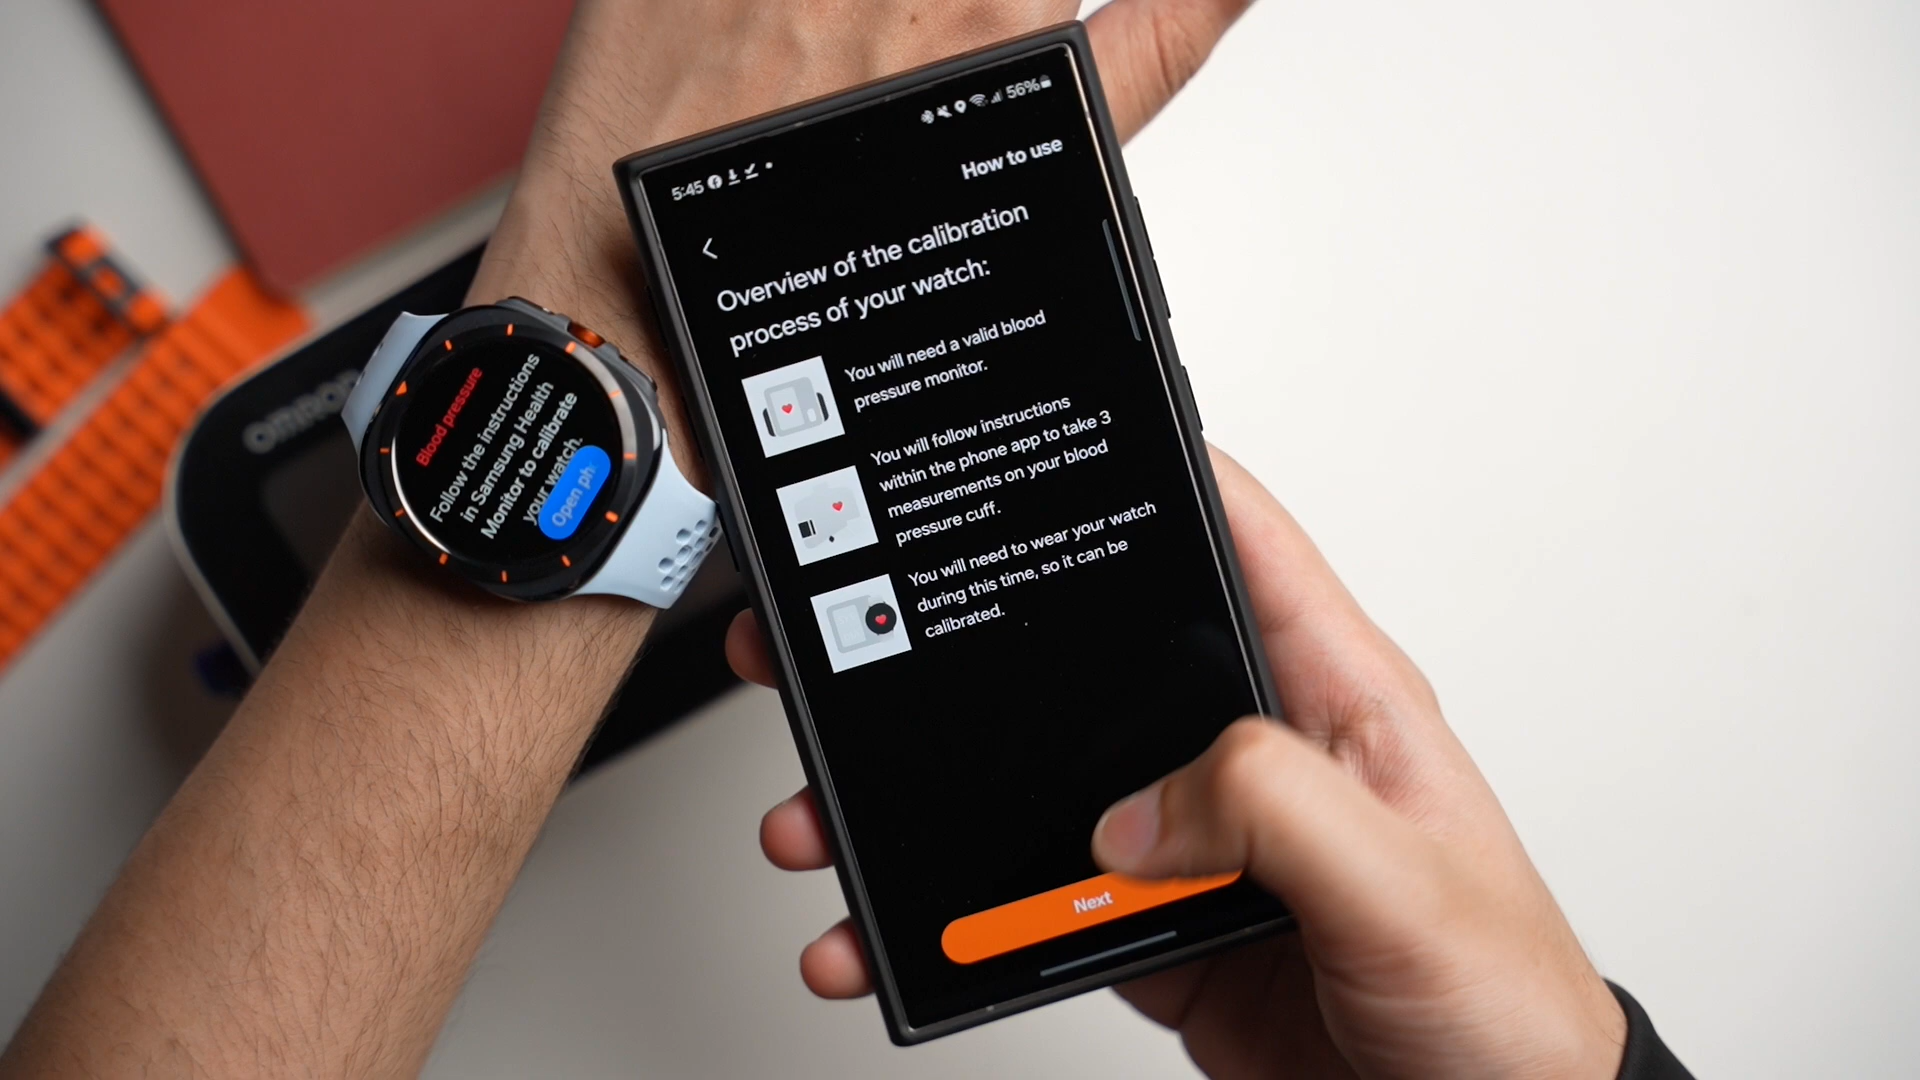 OMRON
Blood pressure
Follow the instructions
in Samsung Health
Monitor to calibrate
your watch.
Open ph
5:45
56%
How to use
Overview of the calibration
process of your watch:
You will need a valid blood
pressure monitor.
You will follow instructions
within the phone app to take 3
measurements on your blood
pressure cuff.
You will need to wear your watch
during this time, so it can be
calibrated.
Next